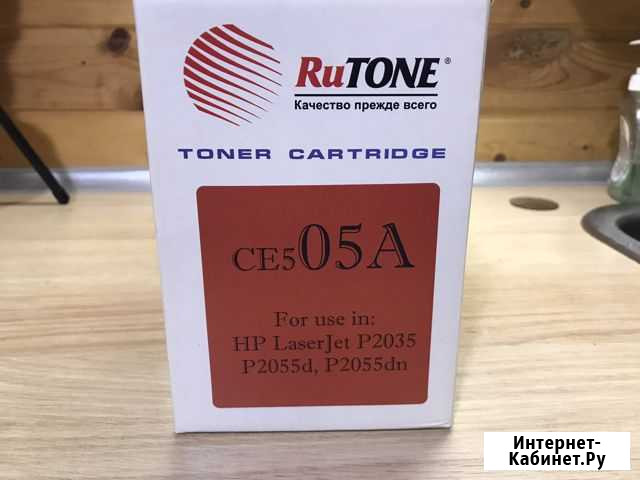 RuTONE®
Качество прежде всего
TONER CARTRIDGE
CE505A
For use in:
HP LaserJet P2035
P2055d, P2055dn
Интернет-
Кабинет.Ру